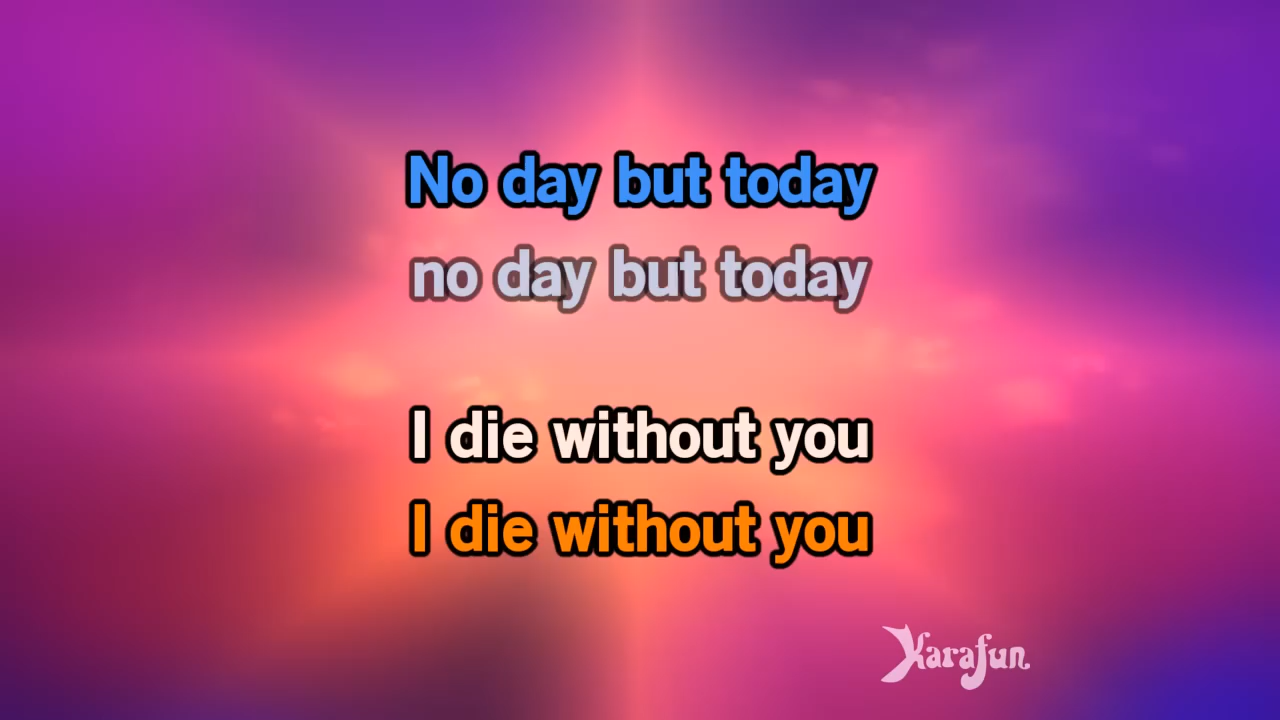 No day but today
no day but today
I die without you
I die without you
Karafun